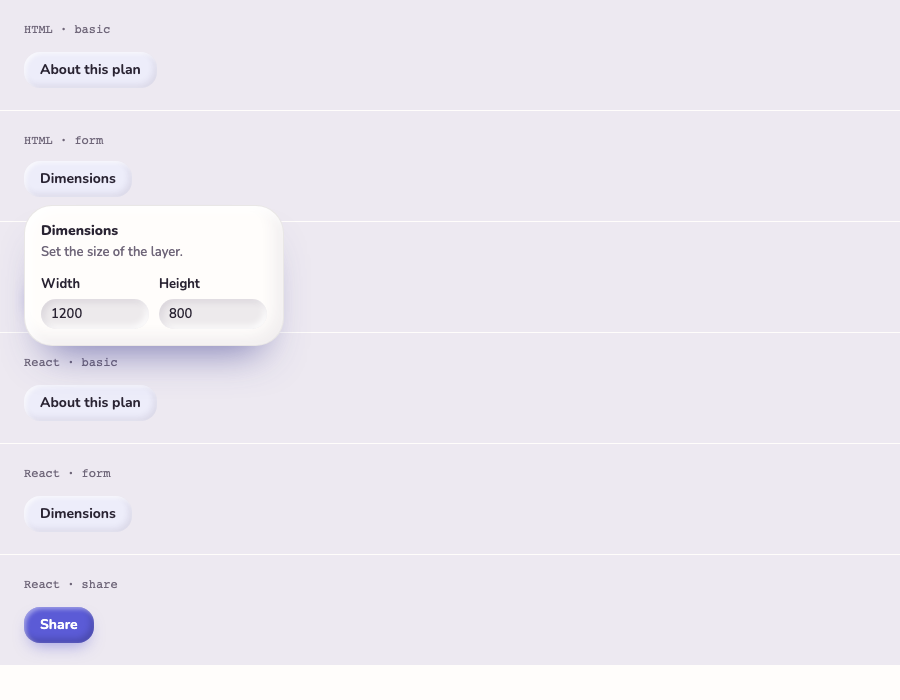 HTML · basic
About this plan
HTML · form
Dimensions
Dimensions
Set the size of the layer.
Width Height
1200 800
React · basic
About this plan
React · form
Dimensions
React · share
Share